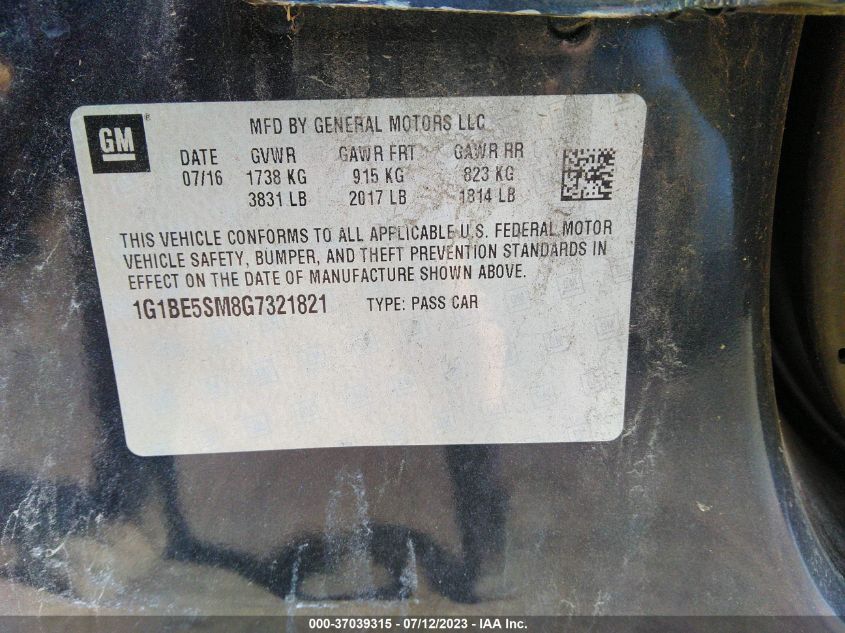 GM ®
MFD BY GENERAL MOTORS LLC
DATE GVWR GAWR FRT GAWR RR
07/16 1738 KG 915 KG 823 KG
3831 LB 2017 LB 1814 LB
THIS VEHICLE CONFORMS TO ALL APPLICABLE U.S. FEDERAL MOTOR
VEHICLE SAFETY, BUMPER, AND THEFT PREVENTION STANDARDS IN
EFFECT ON THE DATE OF MANUFACTURE SHOWN ABOVE.
1G1BE5SM8G7321821 TYPE: PASS CAR
000-37039315 - 07/12/2023 - IAA Inc.